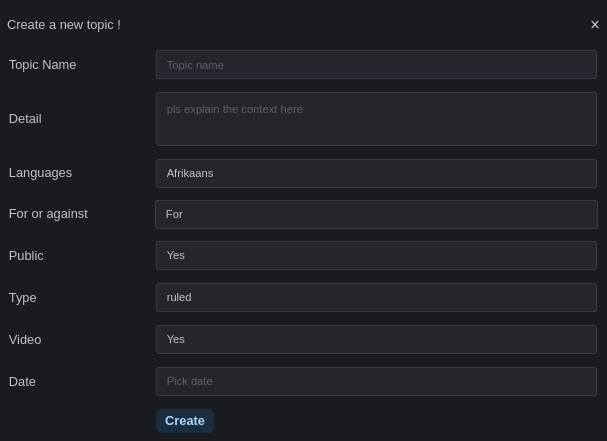 Create a new topic !
×
Topic Name
Topic name
Detail
pls explain the context here
Languages
Afrikaans
For or against
For
Public
Yes
Type
ruled
Video
Yes
Date
Pick date
Create